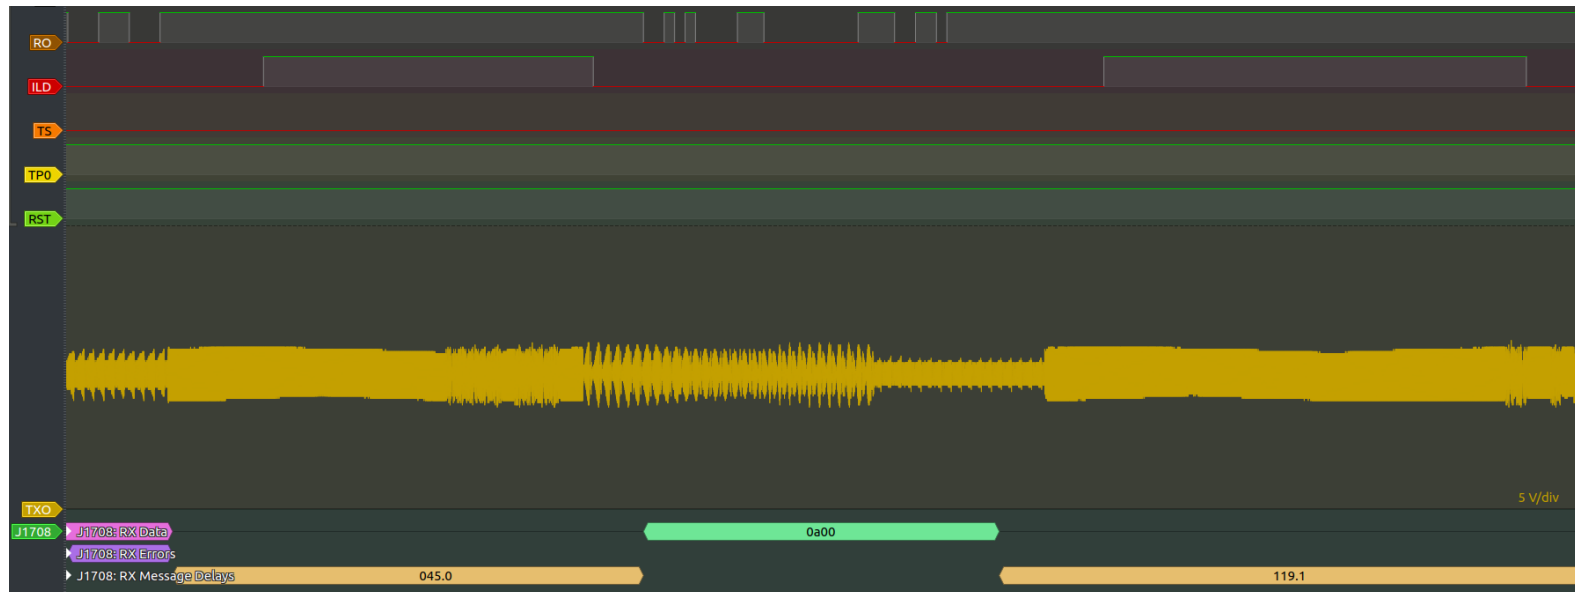 RO
ILD
TS
TP0
RST
5 V/div
TXO
J1708 J1708: RX Data 0a00
J1708: RX Errors
J1708: RX Message Delays 045.0 119.1